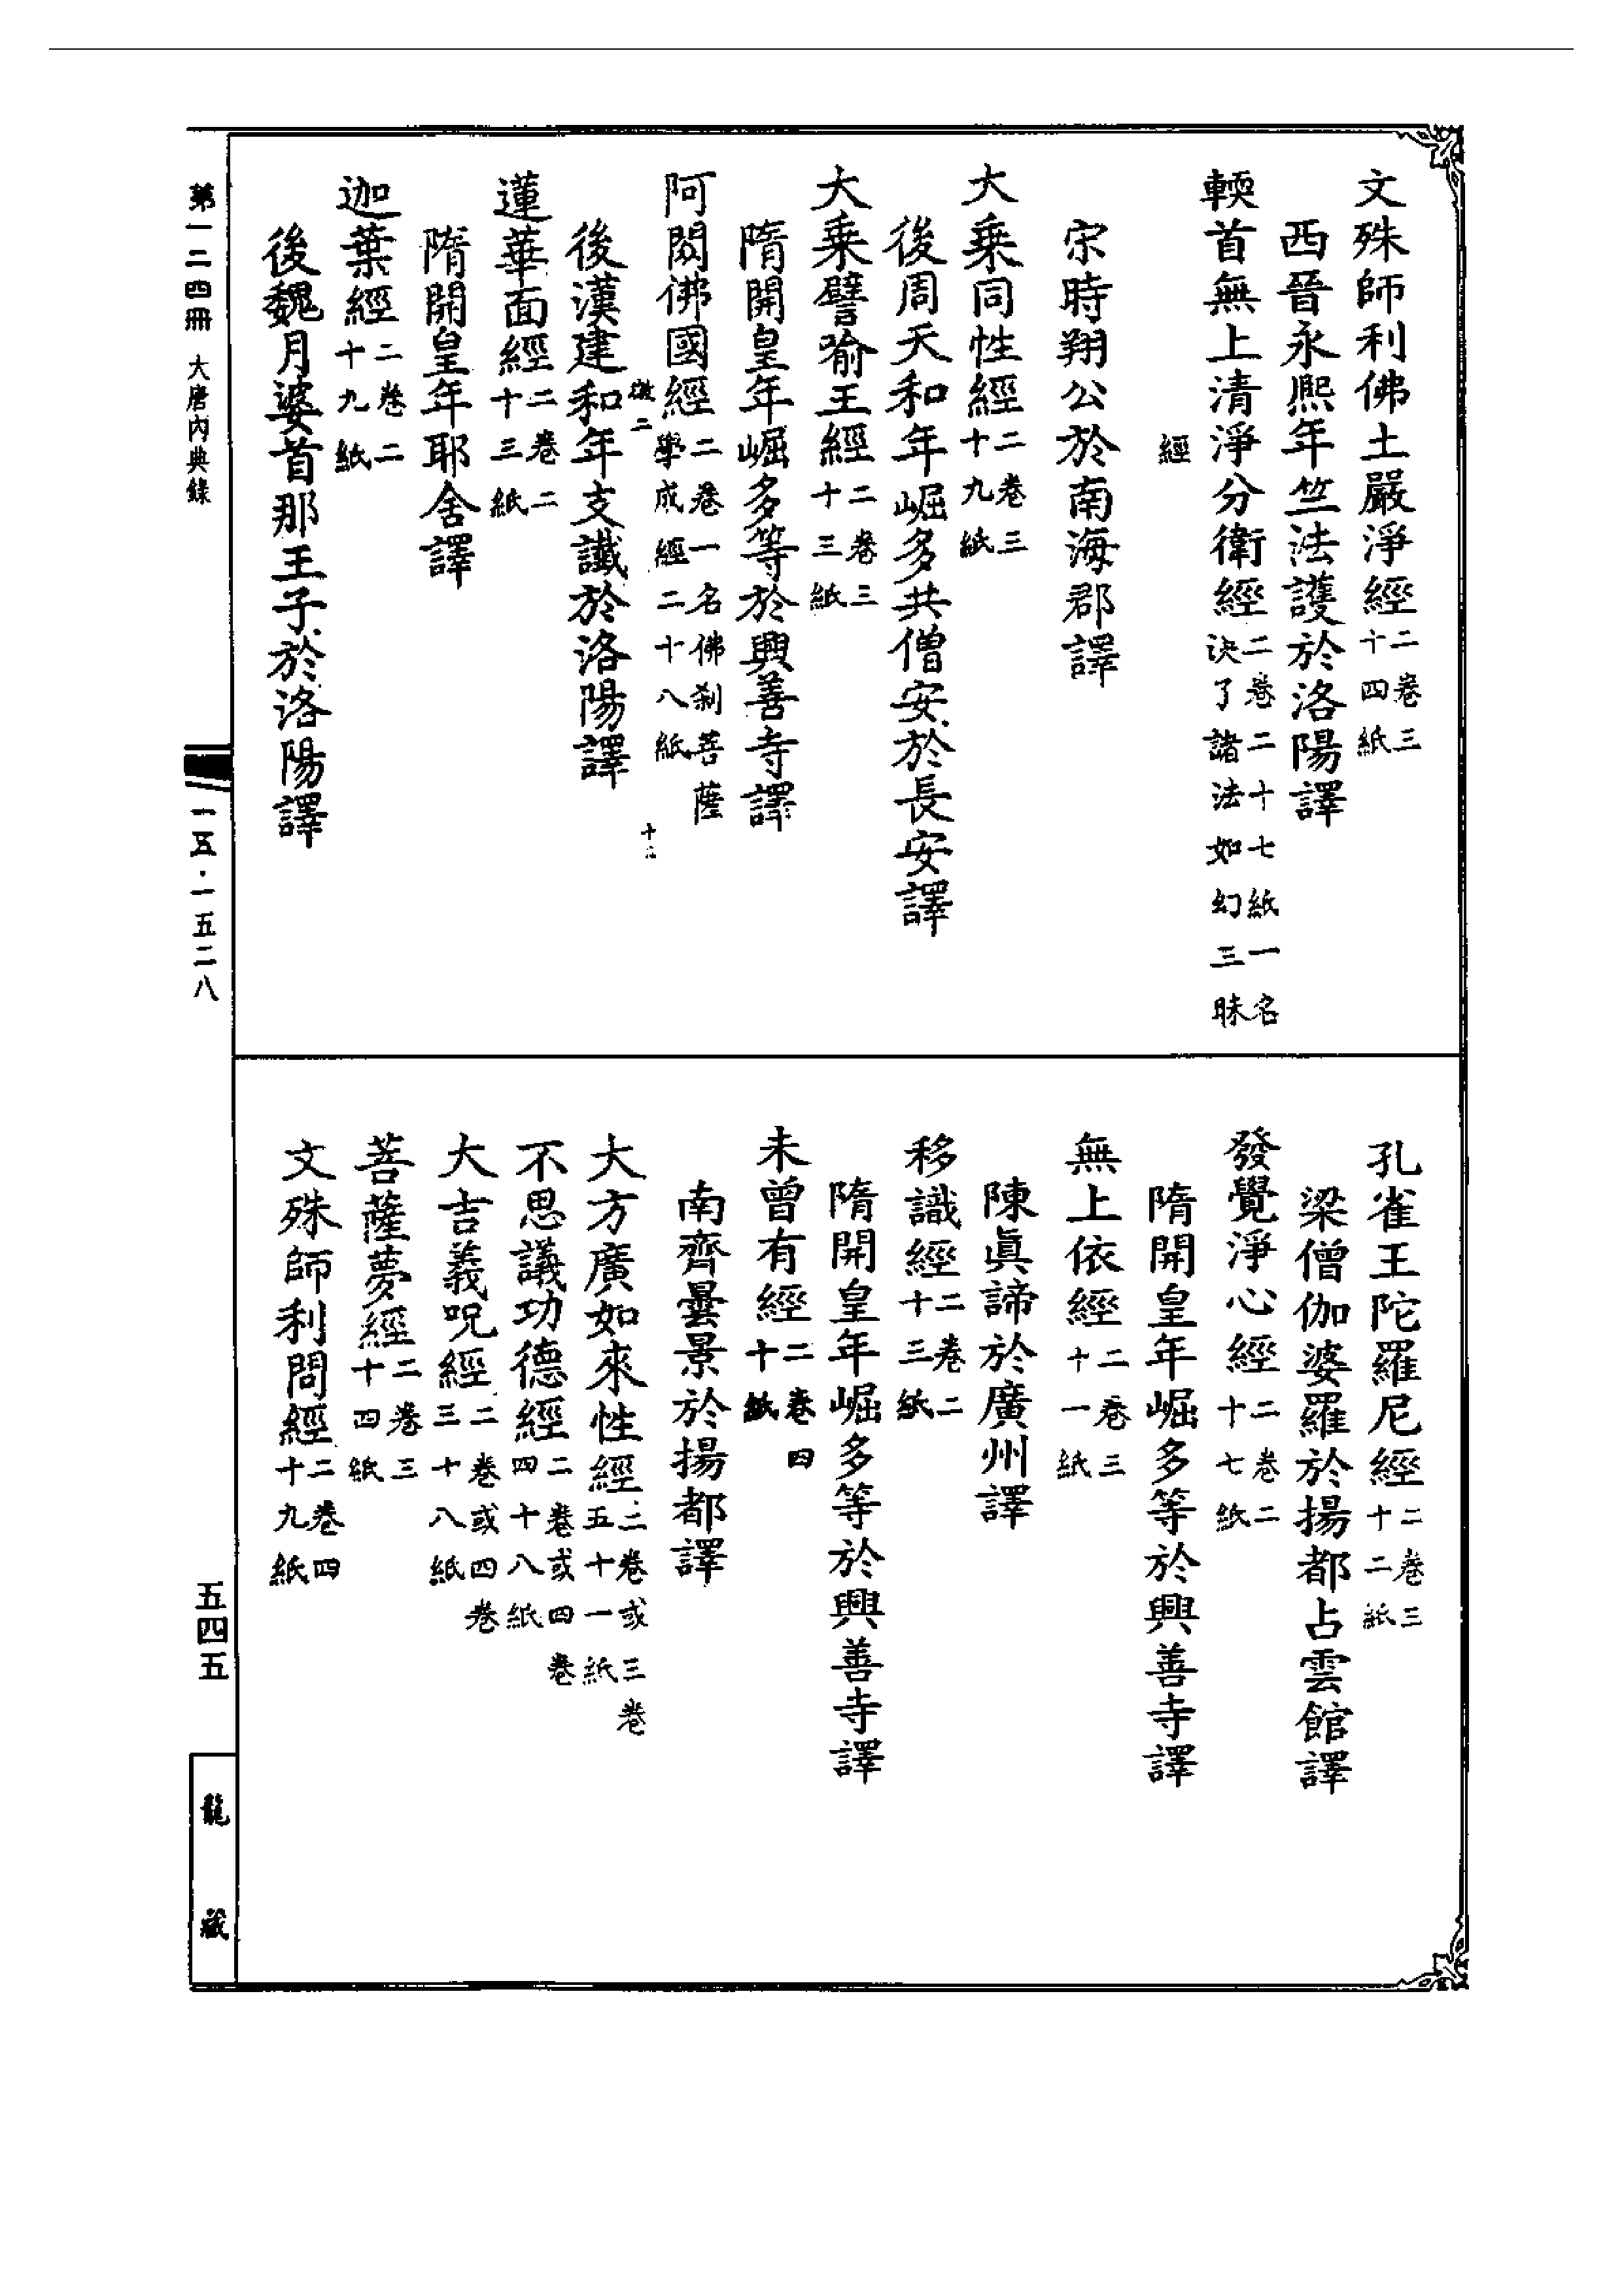 文殊師利佛土嚴淨經二卷三十四紙
西晉永熙年竺法護於洛陽譯
輭首無上清淨分衛經二卷二十七紙一名決了諸法如幻三昧
經
宋時翔公於南海郡譯
大乗同性經二卷三十九紙
後周天和年崛多共僧安於長安譯
大乗譬喻王經二卷三十三紙
隋開皇年崛多等於興善寺譯
阿閦佛國經二卷一名佛刹菩薩學成經二十八紙
後漢建和年支讖於洛陽譯
蓮華面經二卷二十三紙
隋開皇年耶舍譯
迦葉經二卷二十九紙
後魏月婆首那王子於洛陽譯
孔雀王陀羅尼經二卷三十二紙
梁僧伽婆羅於揚都占雲館譯
發覺淨心經二卷二十七紙
隋開皇年崛多等於興善寺譯
無上依經二卷三十一紙
陳眞諦於廣州譯
移識經二卷二十三紙
隋開皇年崛多等於興善寺譯
未曾有經二卷四十紙
南齊曇景於揚都譯
大方廣如來性經二卷或三卷五十一紙
不思議功德經二卷或四卷四十八紙
大吉義呪經二卷或四卷三十八紙
菩薩夢經二卷三十四紙
文殊師利問經二卷四十九紙
第一二四冊 大唐內典錄
一五·一五二八
五四五
龍藏